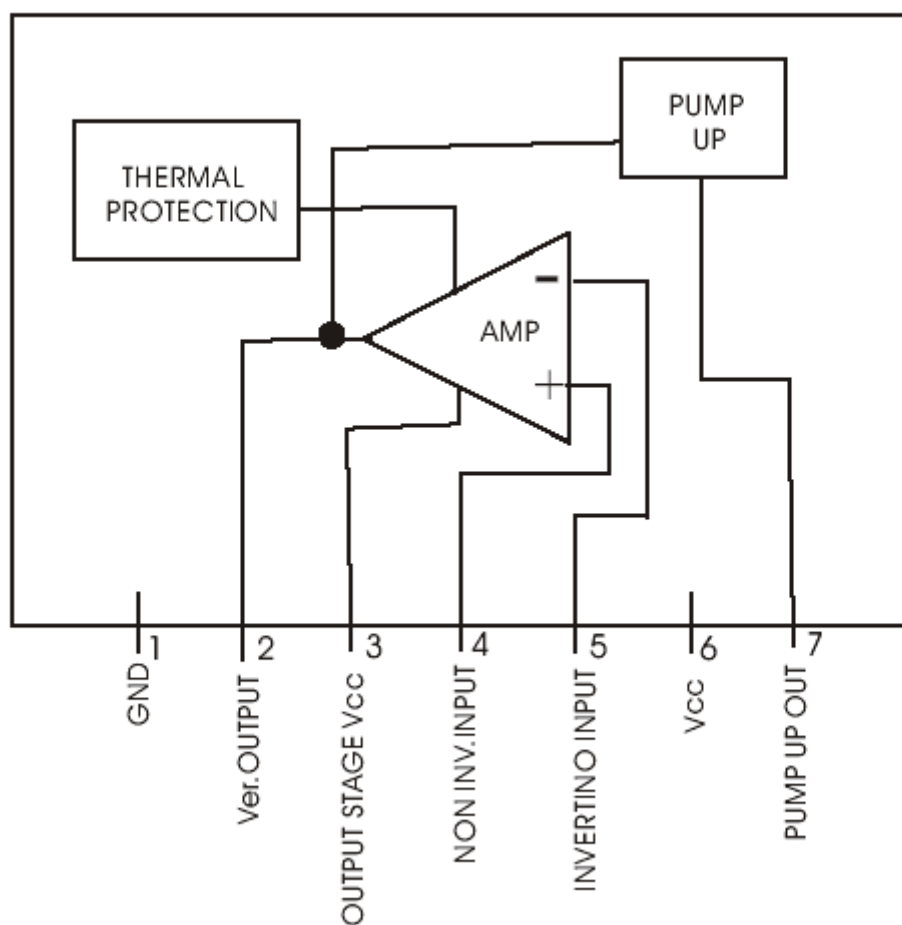 PUMP
UP
THERMAL
PROTECTION
-
AMP
+
1
2
3
4
5
6
7
GND
Ver.OUTPUT
OUTPUT STAGE Vcc
NON INV.INPUT
INVERTINO INPUT
Vcc
PUMP UP OUT